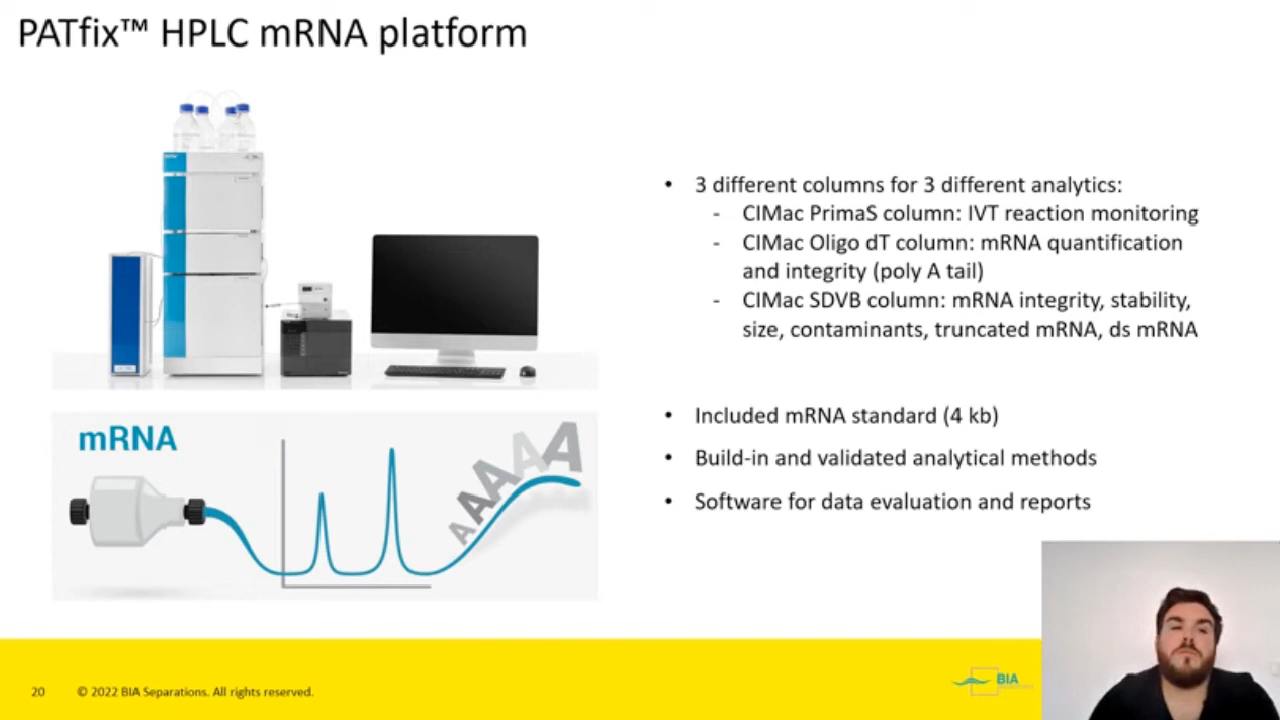 PATfix™ HPLC mRNA platform
• 3 different columns for 3 different analytics:
- CIMac PrimaS column: IVT reaction monitoring
- CIMac Oligo dT column: mRNA quantification
and integrity (poly A tail)
- CIMac SDVB column: mRNA integrity, stability,
size, contaminants, truncated mRNA, ds mRNA
mRNA
AAAAA
• Included mRNA standard (4 kb)
• Build-in and validated analytical methods
• Software for data evaluation and reports
20 © 2022 BIA Separations. All rights reserved.
BIA